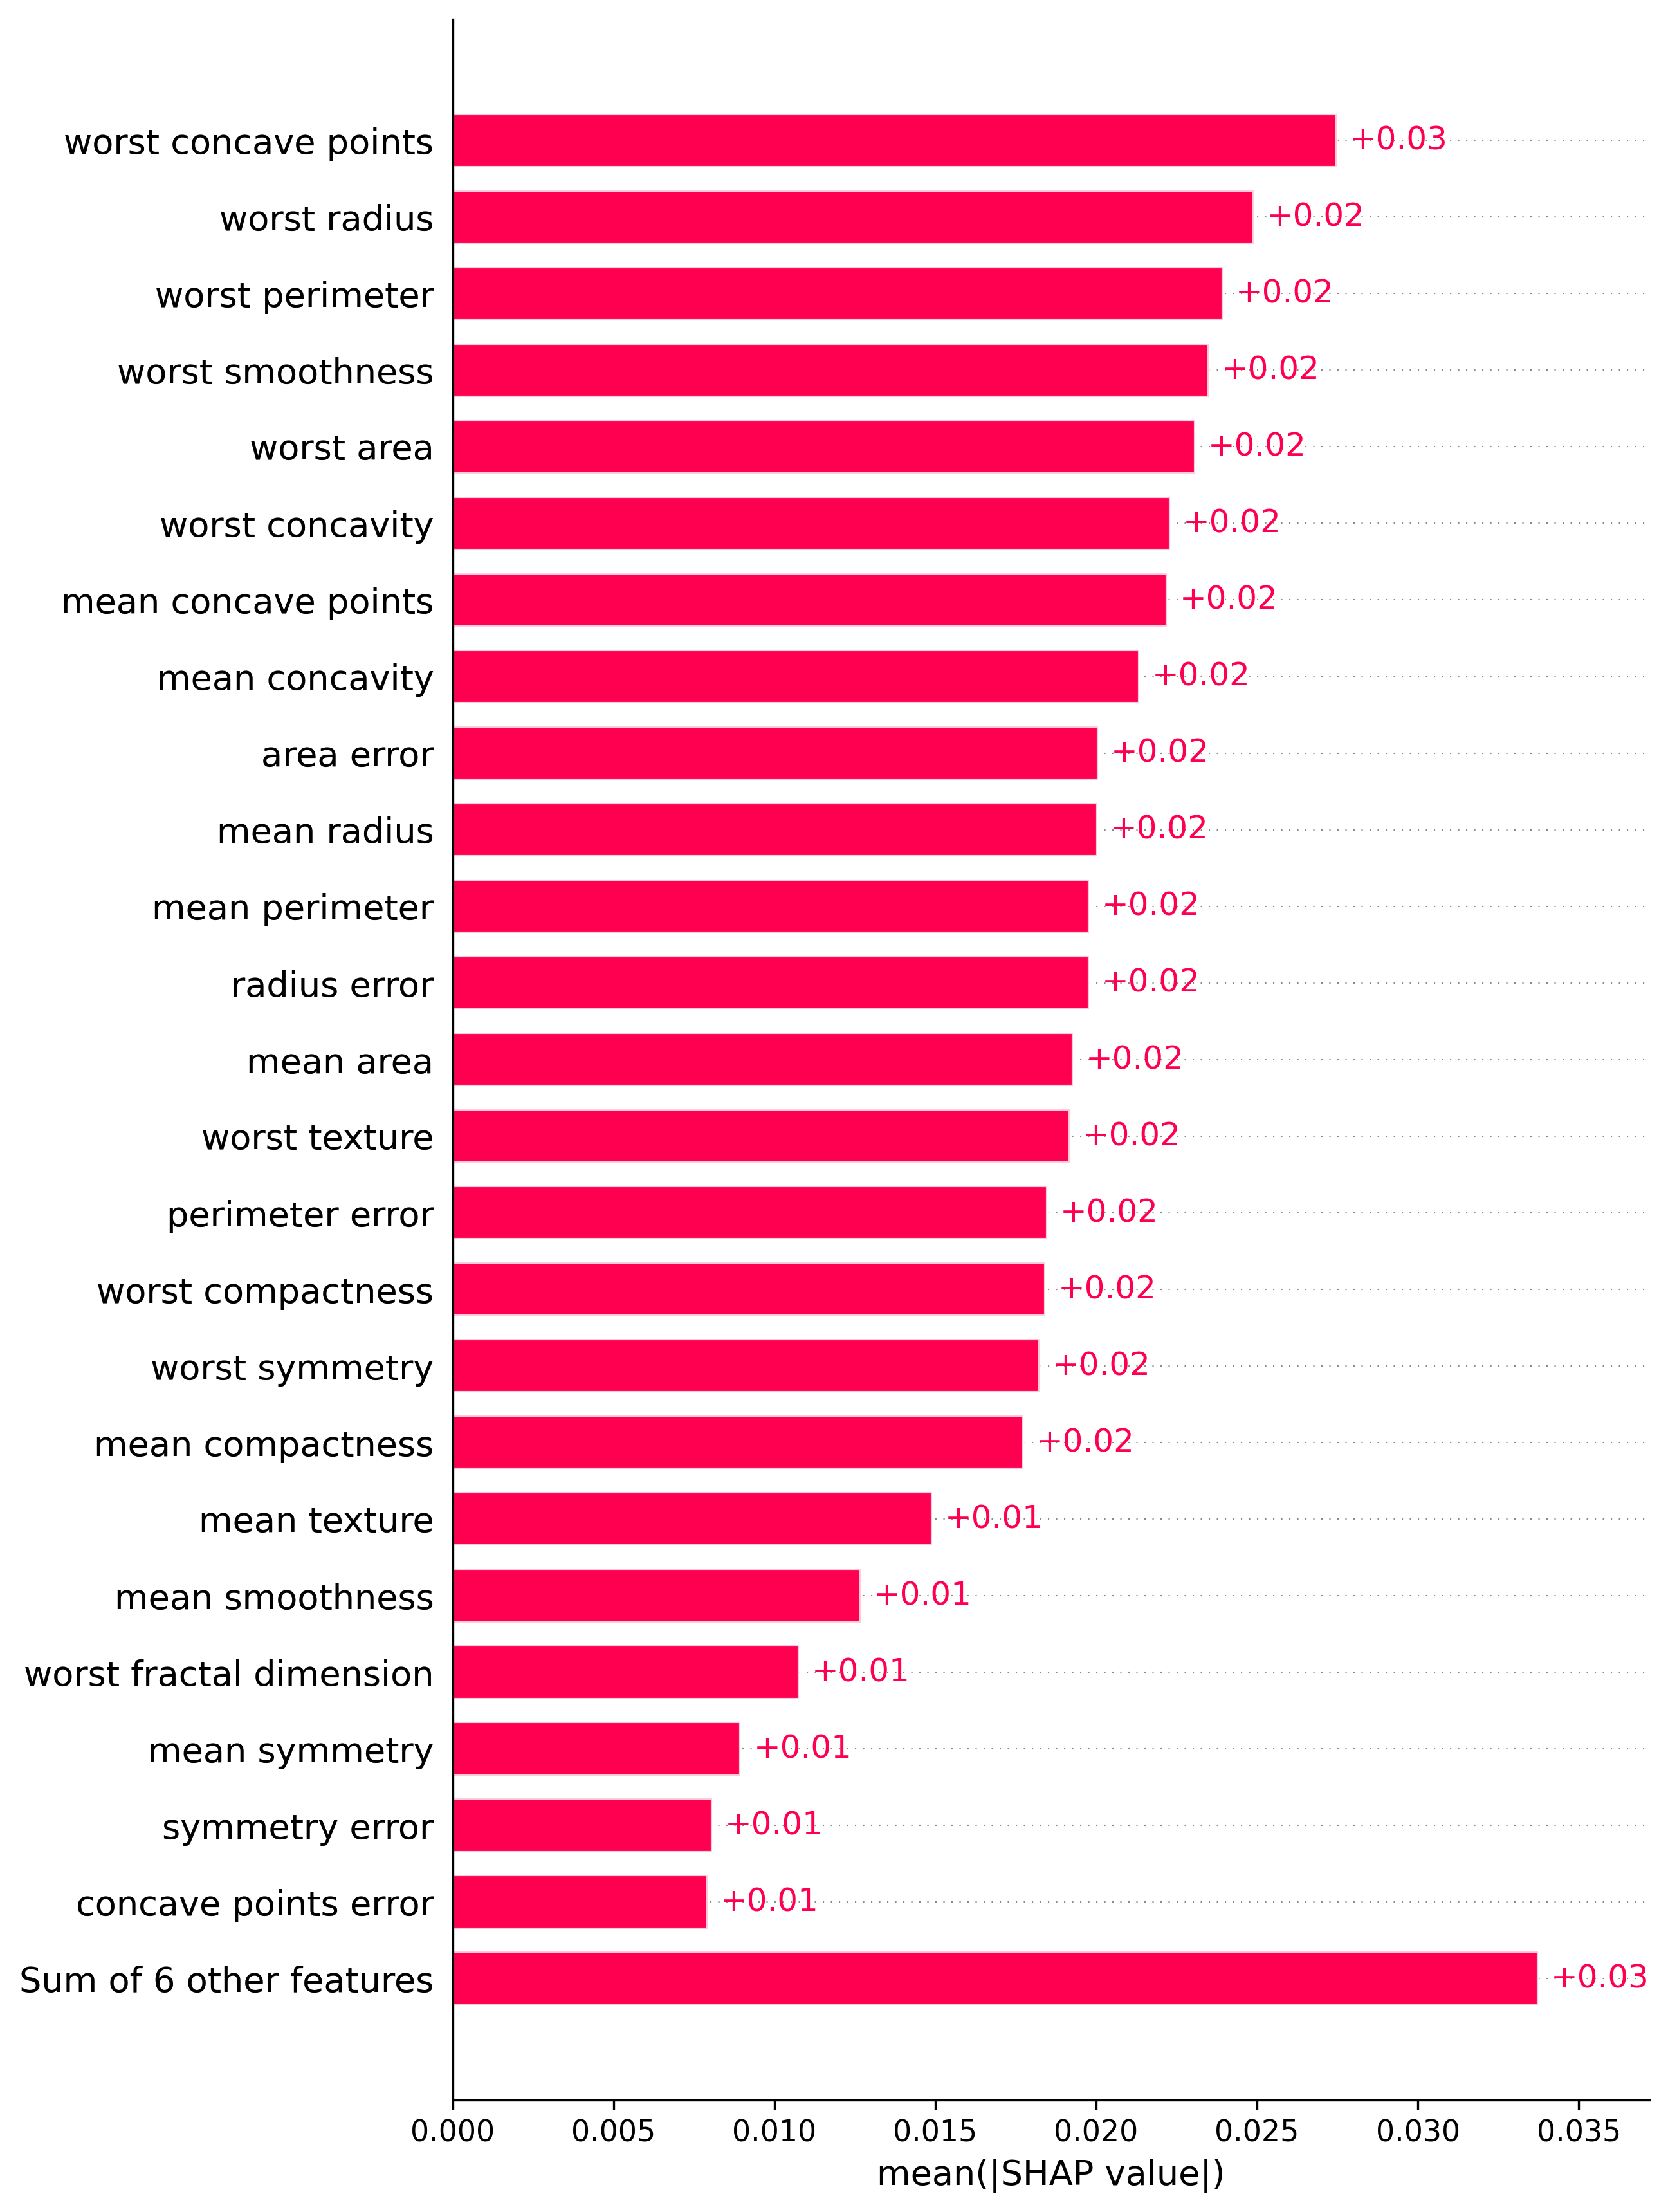 worst concave points +0.03
worst radius +0.02
worst perimeter +0.02
worst smoothness +0.02
worst area +0.02
worst concavity +0.02
mean concave points +0.02
mean concavity +0.02
area error +0.02
mean radius +0.02
mean perimeter +0.02
radius error +0.02
mean area +0.02
worst texture +0.02
perimeter error +0.02
worst compactness +0.02
worst symmetry +0.02
mean compactness +0.02
mean texture +0.01
mean smoothness +0.01
worst fractal dimension +0.01
mean symmetry +0.01
symmetry error +0.01
concave points error +0.01
Sum of 6 other features +0.03
0.000 0.005 0.010 0.015 0.020 0.025 0.030 0.035
mean(|SHAP value|)